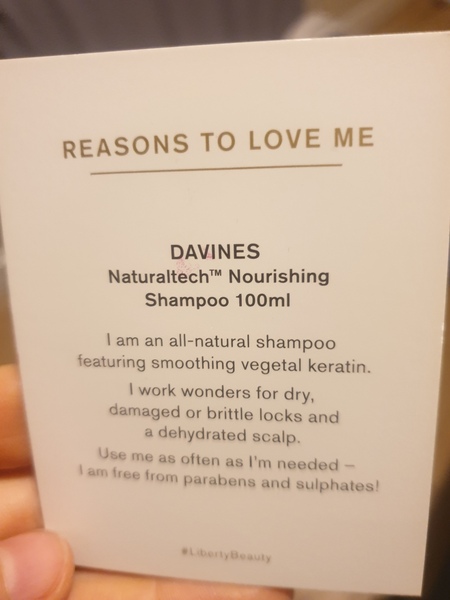 REASONS TO LOVE ME
DAVINES
Naturaltech™ Nourishing
Shampoo 100ml
I am an all-natural shampoo
featuring smoothing vegetal keratin.
I work wonders for dry,
damaged or brittle locks and
a dehydrated scalp.
Use me as often as I'm needed –
I am free from parabens and sulphates!
#LibertyBeauty